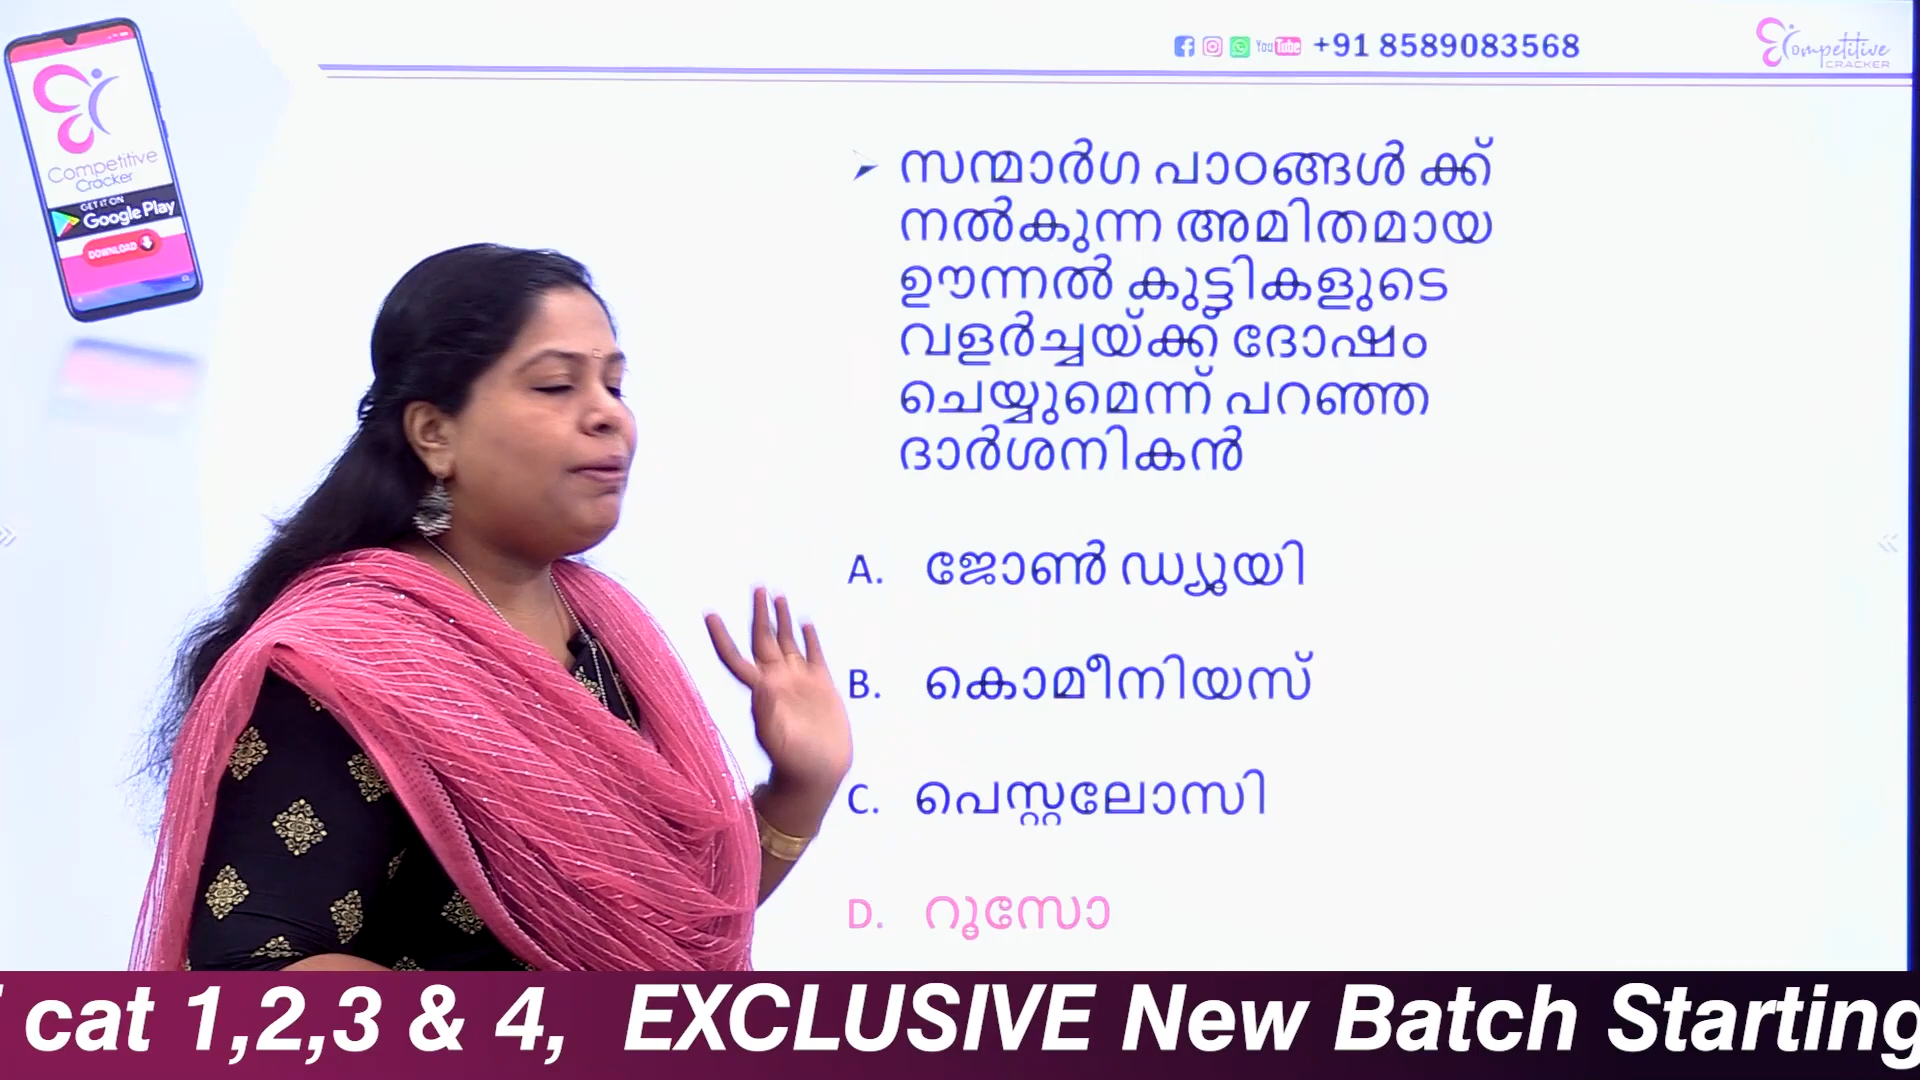 You Tube +91 8589083568
Competitive
CRACKER
Competitive
Cracker
GET IT ON
Google Play
DOWNLOAD
സന്മാർഗ പാഠങ്ങൾ ക്ക്
നൽകുന്ന അമിതമായ
ഊന്നൽ കുട്ടികളുടെ
വളർച്ചയ്ക്ക് ദോഷം
ചെയ്യുമെന്ന് പറഞ്ഞ
ദാർശനികൻ
A. ജോൺ ഡ്യൂയി
B. കൊമീനിയസ്
C. പെസ്റ്റലോസി
D. റൂസോ
cat 1,2,3 & 4, EXCLUSIVE New Batch Starting